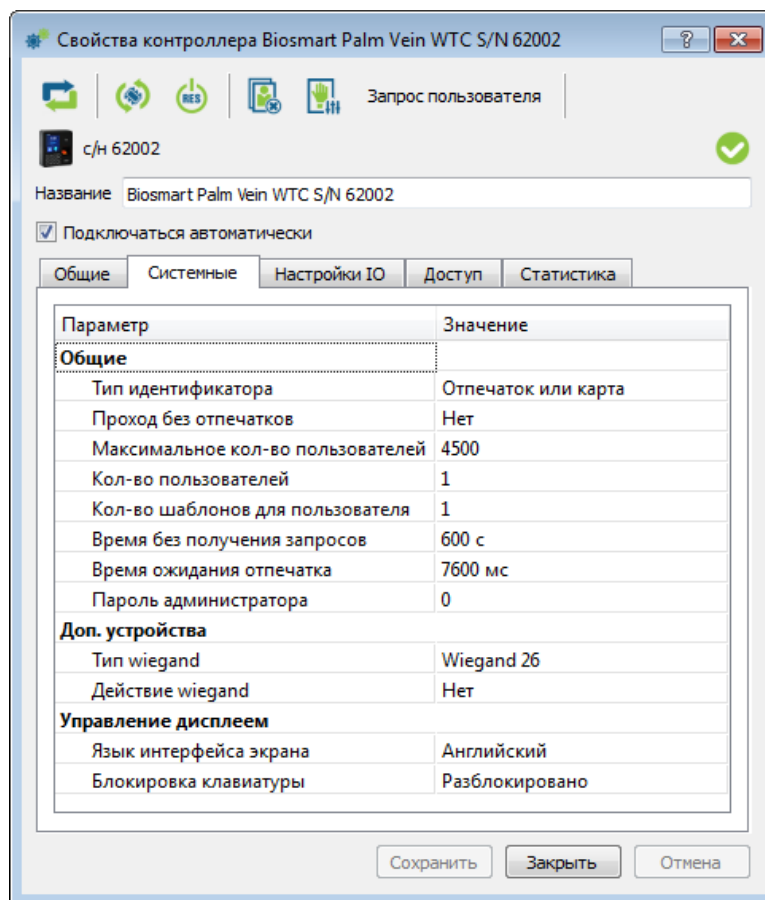 Свойства контроллера Biosmart Palm Vein WTC S/N 62002
RES
Запрос пользователя
с/н 62002
Название Biosmart Palm Vein WTC S/N 62002
Подключаться автоматически
Общие Системные Настройки IO Доступ Статистика
Параметр Значение
Общие
Тип идентификатора Отпечаток или карта
Проход без отпечатков Нет
Максимальное кол-во пользователей 4500
Кол-во пользователей 1
Кол-во шаблонов для пользователя 1
Время без получения запросов 600 с
Время ожидания отпечатка 7600 мс
Пароль администратора 0
Доп. устройства
Тип wiegand Wiegand 26
Действие wiegand Нет
Управление дисплеем
Язык интерфейса экрана Английский
Блокировка клавиатуры Разблокировано
Сохранить Закрыть Отмена